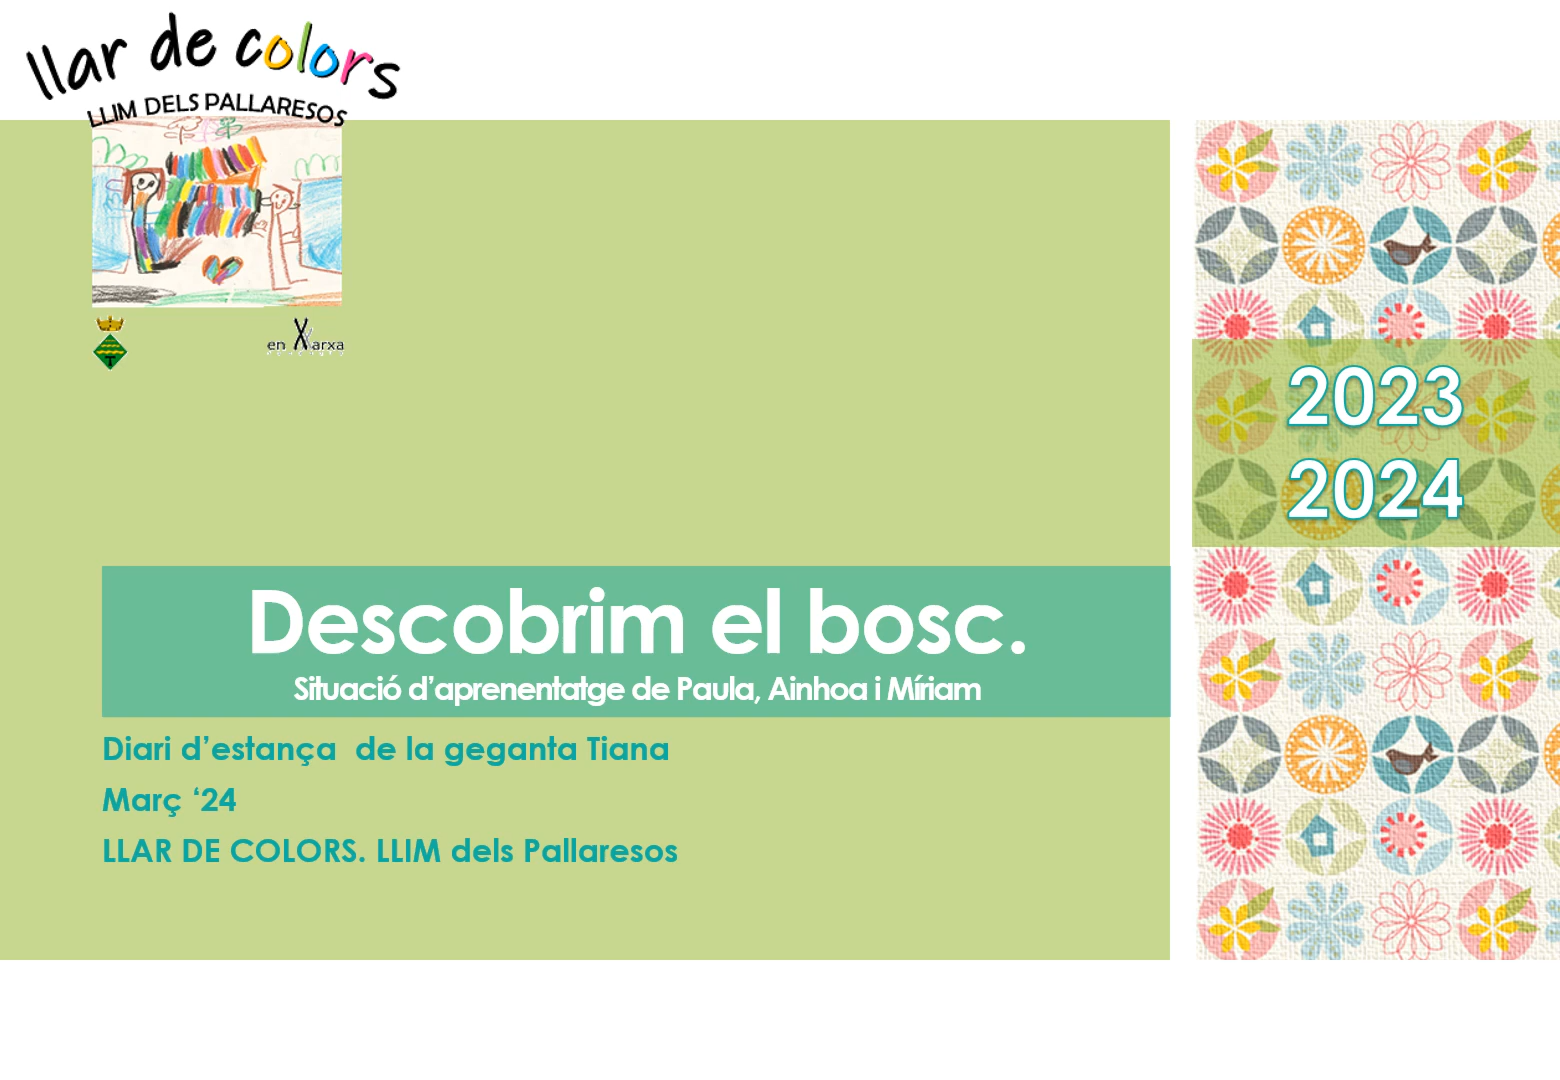 llar de colors
LLIM DELS PALLARESOS
en Xarxa
2023
2024
Descobrim el bosc.
Situació d’aprenentatge de Paula, Ainhoa i Míriam
Diari d’estança  de la geganta Tiana
Març ‘24
LLAR DE COLORS. LLIM dels Pallaresos